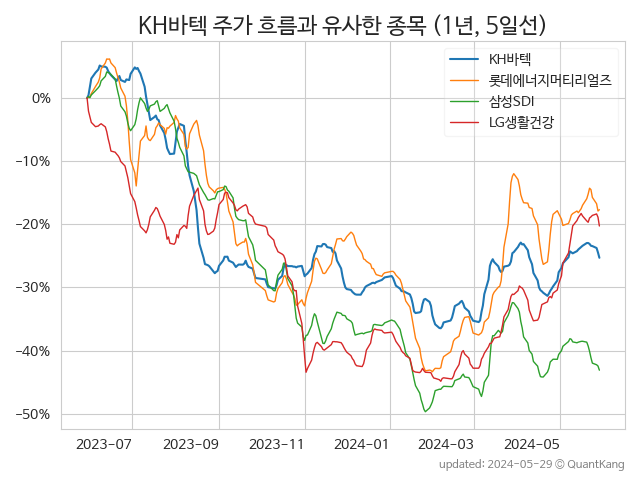 KH바텍 주가 흐름과 유사한 종목 (1년, 5일선)
KH바텍
롯데에너지머티리얼즈
삼성SDI
LG생활건강
0%
−10%
−20%
−30%
−40%
−50%
2023-07 2023-09 2023-11 2024-01 2024-03 2024-05
updated: 2024-05-29 © QuantKang